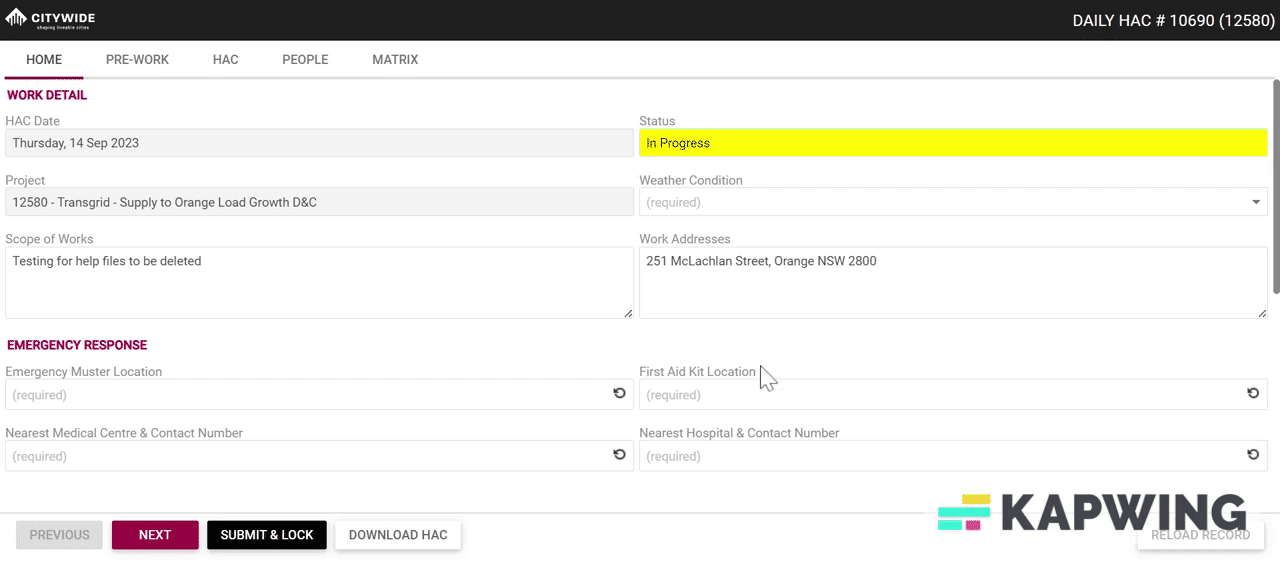 CITYWIDE
shaping liveable cities
DAILY HAC # 10690 (12580)
HOME PRE-WORK HAC PEOPLE MATRIX
WORK DETAIL
HAC Date Status
Thursday, 14 Sep 2023 In Progress
Project Weather Condition
12580 - Transgrid - Supply to Orange Load Growth D&C (required)
Scope of Works Work Addresses
Testing for help files to be deleted 251 McLachlan Street, Orange NSW 2800
EMERGENCY RESPONSE
Emergency Muster Location First Aid Kit Location
(required) (required)
Nearest Medical Centre & Contact Number Nearest Hospital & Contact Number
(required) (required)
KAPWING
PREVIOUS NEXT SUBMIT & LOCK DOWNLOAD HAC RELOAD RECORD